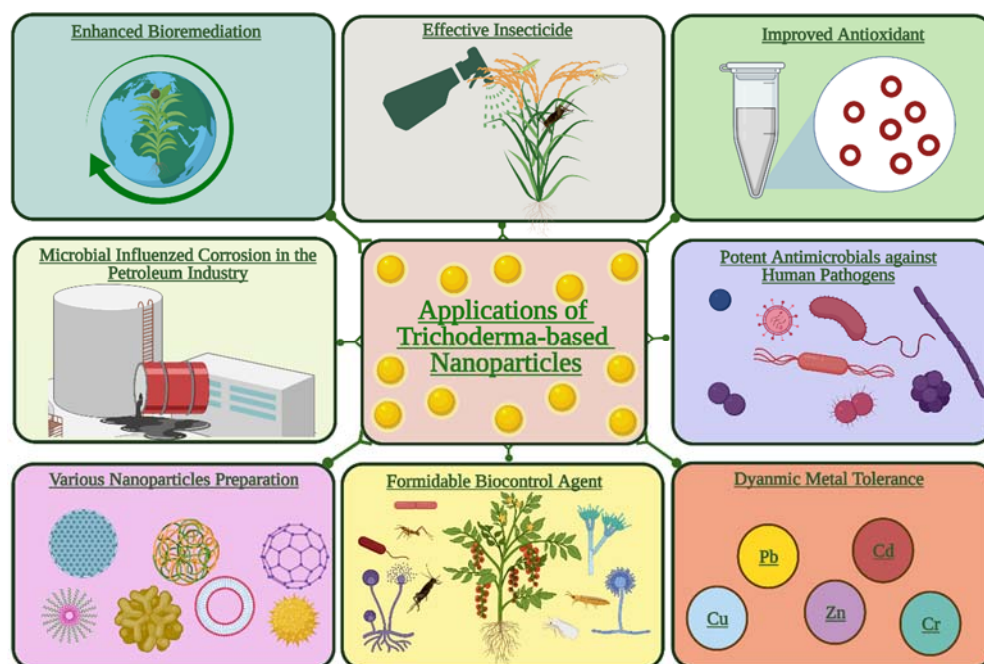 Enhanced Bioremediation
Effective Insecticide
Improved Antioxidant
Microbial Influenzed Corrosion in the
Petroleum Industry
Applications of
Trichoderma-based
Nanoparticles
Potent Antimicrobials against
Human Pathogens
Various Nanoparticles Preparation
Formidable Biocontrol Agent
Dyanmic Metal Tolerance
Pb
Cd
Cu
Zn
Cr